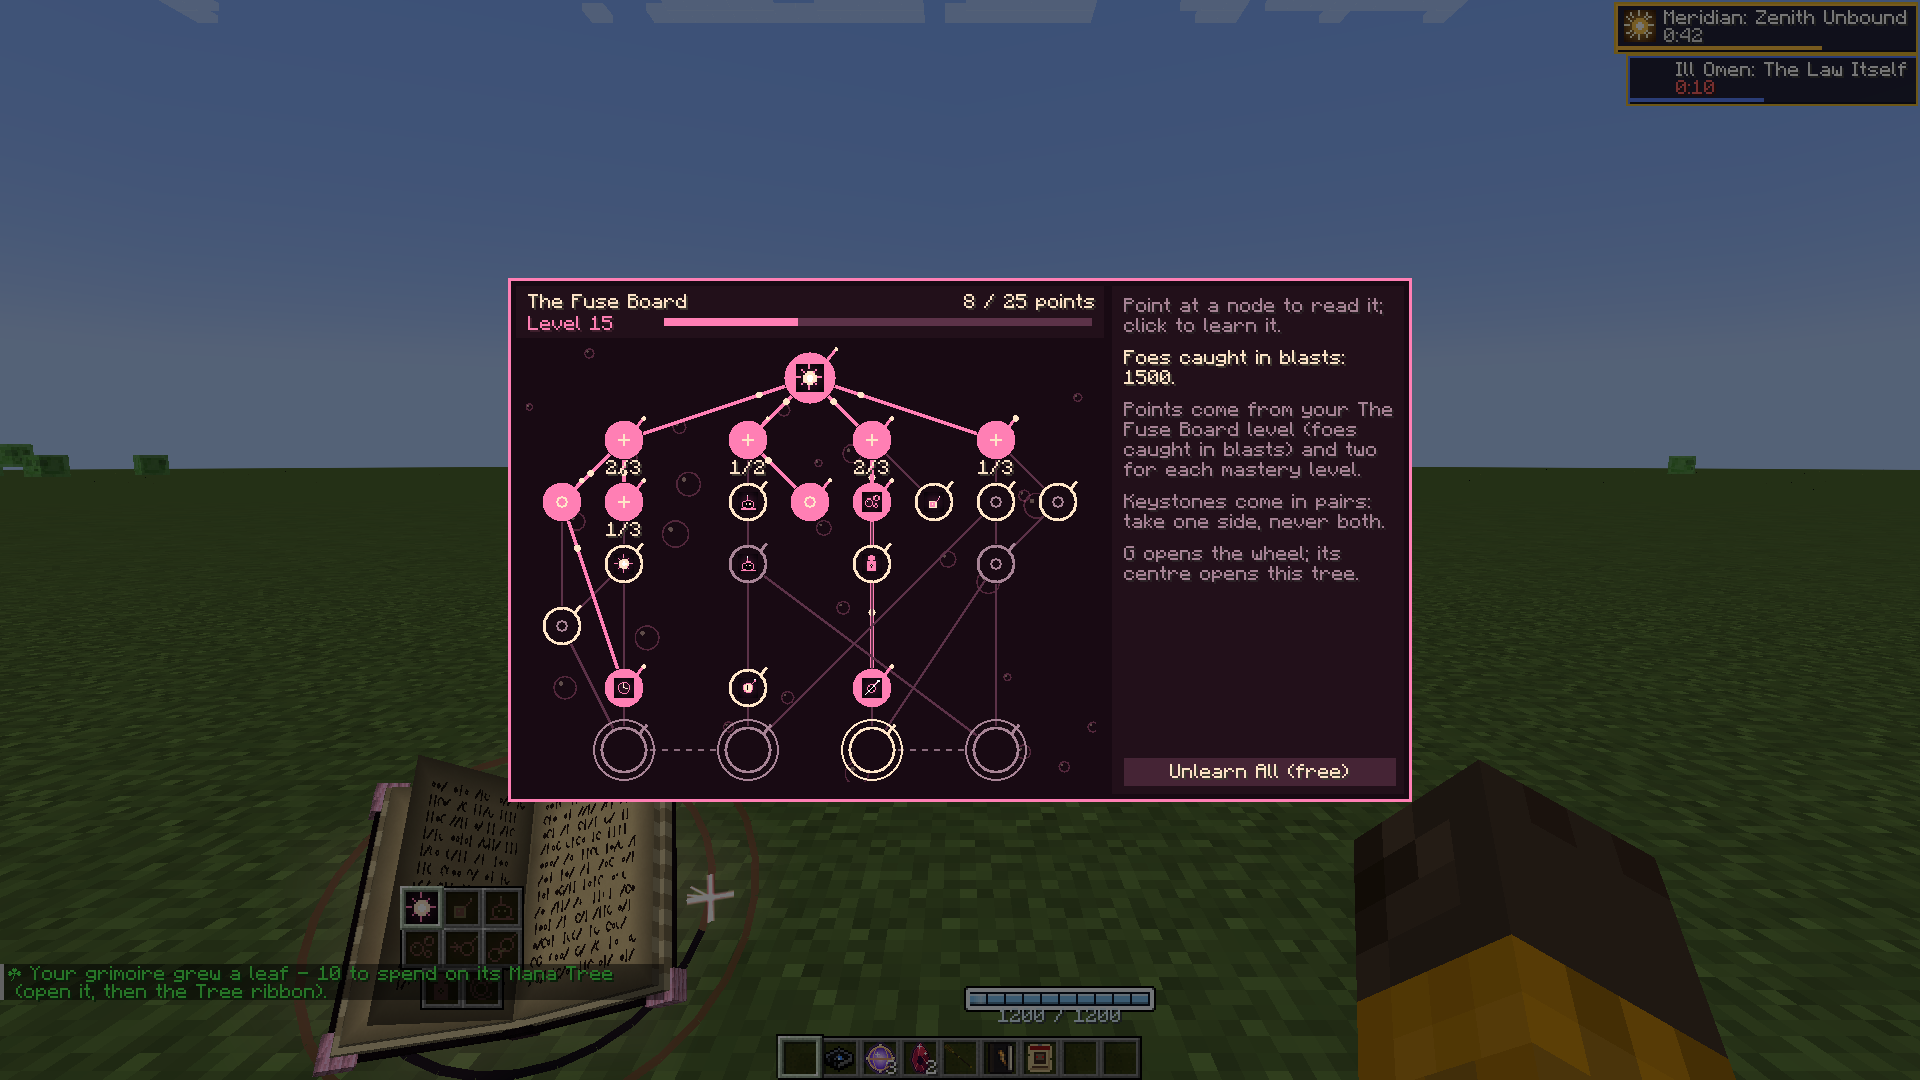 Meridian: Zenith Unbound
0:42
Ill Omen: The Law Itself
0:10
The Fuse Board
8 / 25 points
Level 15
2/3
1/2
2/3
1/3
1/3
Point at a node to read it;
click to learn it.
Foes caught in blasts:
1500.
Points come from your The
Fuse Board level (foes
caught in blasts) and two
for each mastery level.
Keystones come in pairs:
take one side, never both.
G opens the wheel; its
centre opens this tree.
Unlearn All (free)
Your grimoire grew a leaf - 10 to spend on its Mana Tree
(open it, then the Tree ribbon).
1200 / 1200
3
2